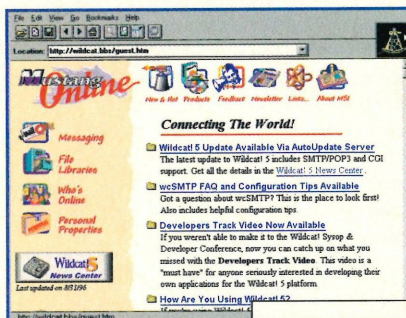 File Edit View Go Bookmarks Help
Location: http://wildcat.bbs/guest.htm
Mustang Online
New & Hot Products Feedback Newsletter Lists... About MSI
Connecting The World!
Messaging
File Libraries
Who's Online
Personal Properties
Wildcat! 5
News Center
Last updated on 8/31/96
Wildcat! 5 Update Available Via AutoUpdate Server
The latest update to Wildcat! 5 includes SMTP/POP3 and CGI
support. Get all the details in the Wildcat! 5 News Center .
wcSMTP FAQ and Configuration Tips Available
Got a question about wcSMTP? This is the place to look first!
Also includes helpful configuration tips.
Developers Track Video Now Available
If you weren't able to make it to the Wildcat! Sysop &
Developer Conference, now you can catch up on what you
missed with the Developers Track Video. This video is a
"must have" for anyone seriously interested in developing their
own applications for the Wildcat! 5 platform.
How Are You Using Wildcat! 5?
http://wildcat.bbs/guest.htm